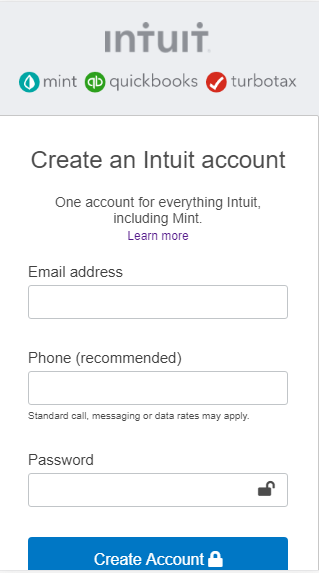 intuit
mint qb quickbooks turbotax
Create an Intuit account
One account for everything Intuit,
including Mint.
Learn more
Email address
Phone (recommended)
Standard call, messaging or data rates may apply.
Password
Create Account